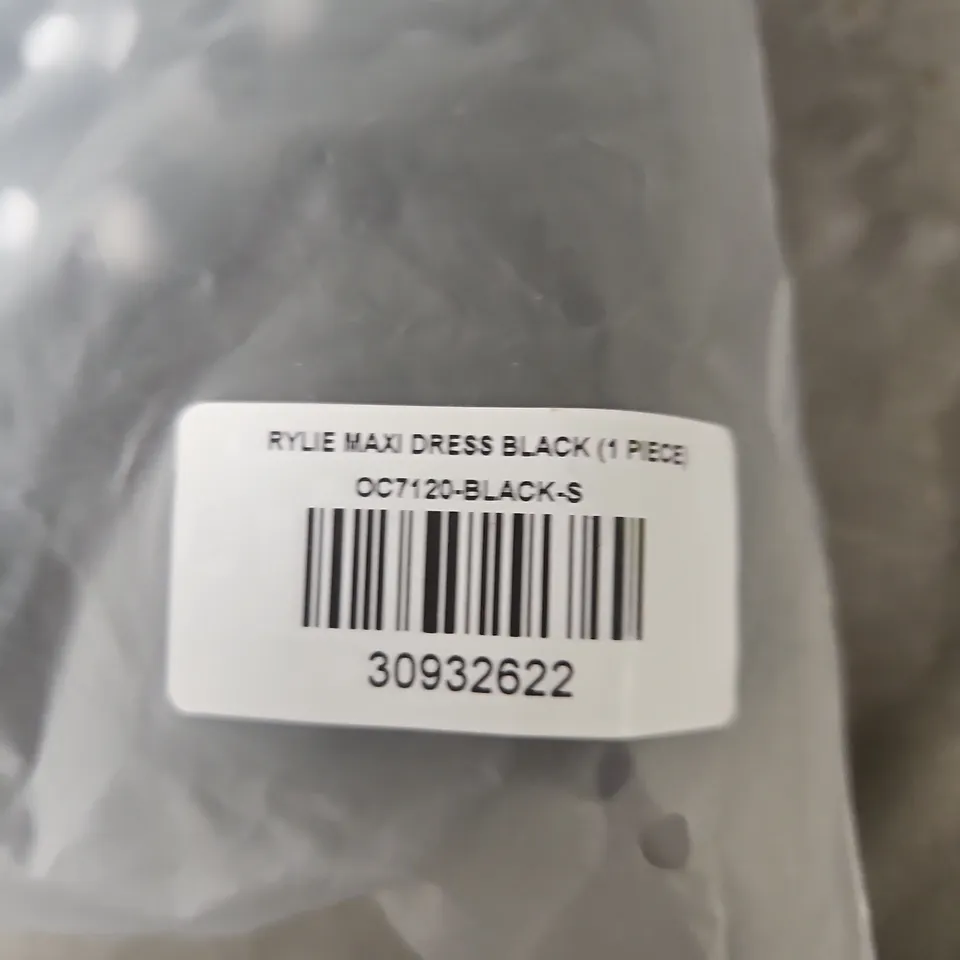 RYLIE MAXI DRESS BLACK (1 PIECE)
OC7120-BLACK-S
30932622